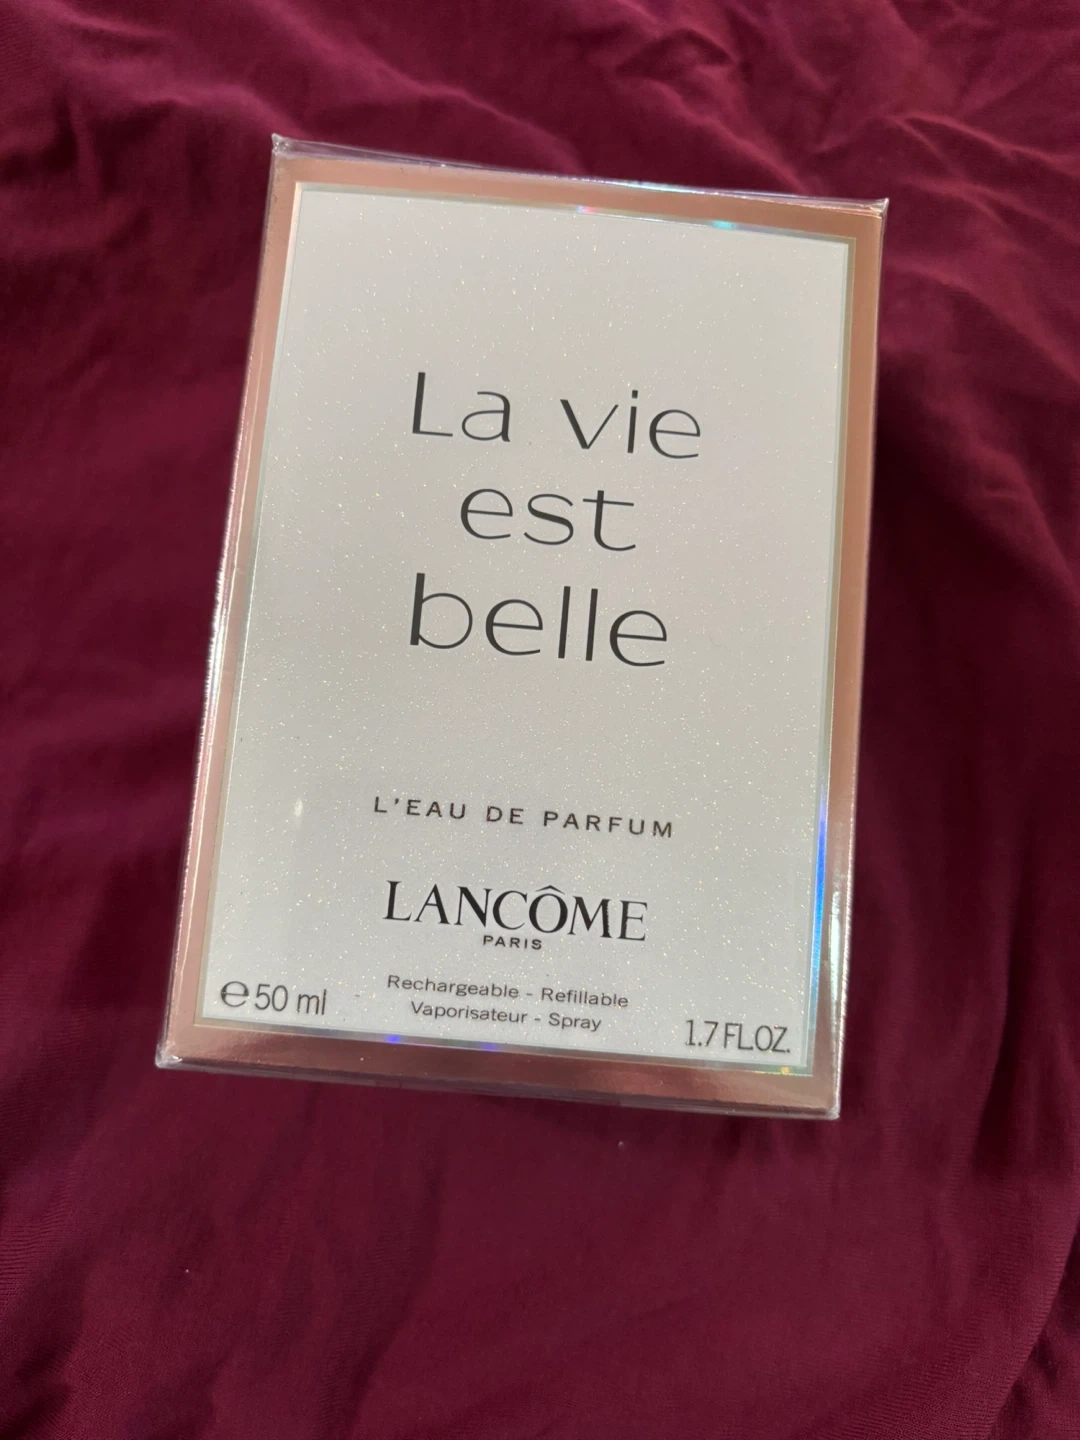 La vie
est
belle
L'EAU DE PARFUM
LANCÔME
PARIS
Rechargeable - Refillable
Vaporisateur - Spray
℮50 ml
1.7 FL.OZ.